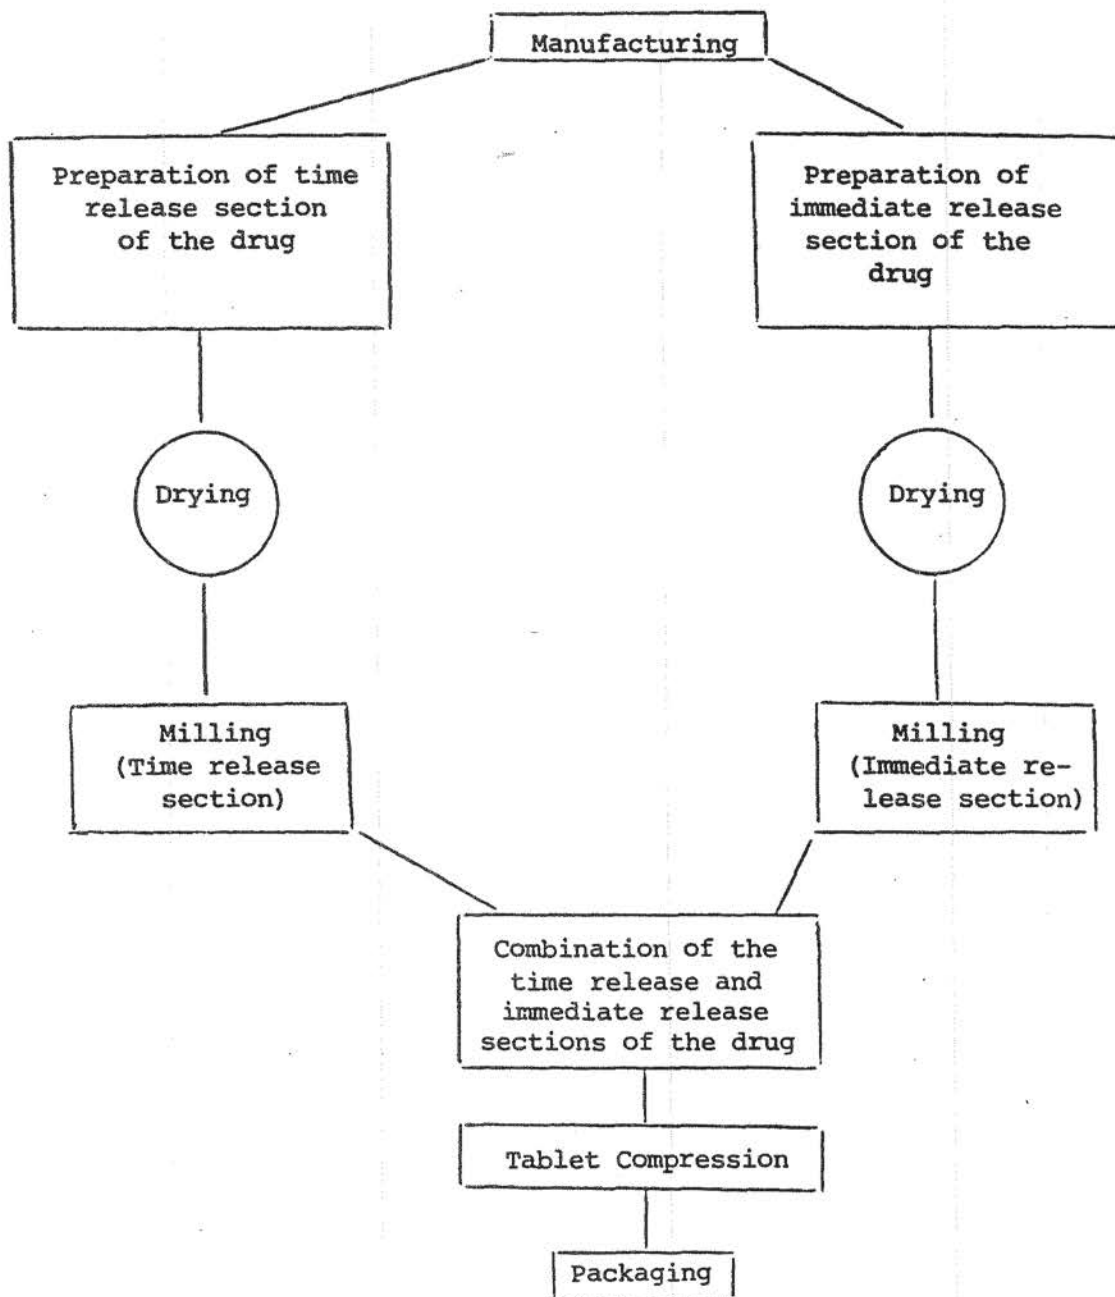 Manufacturing
Preparation of time
release section
of the drug
Preparation of
immediate release
section of the
drug
Drying
Drying
Milling
(Time release
section)
Milling
(Immediate re-
lease section)
Combination of the
time release and
immediate release
sections of the drug
Tablet Compression
Packaging